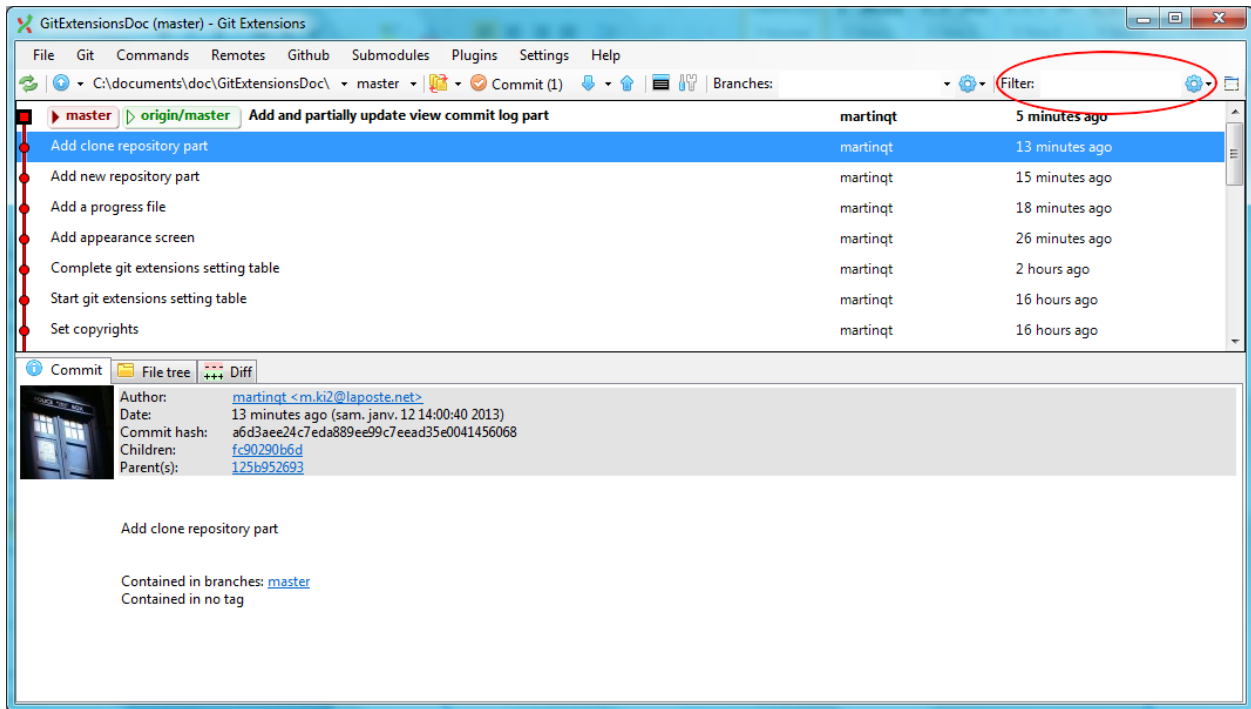 GitExtensionsDoc (master) - Git Extensions
File Git Commands Remotes Github Submodules Plugins Settings Help
C:\documents\doc\GitExtensionsDoc\ master Commit (1) Branches: Filter:
master origin/master Add and partially update view commit log part martinqt 5 minutes ago
Add clone repository part martinqt 13 minutes ago
Add new repository part martinqt 15 minutes ago
Add a progress file martinqt 18 minutes ago
Add appearance screen martinqt 26 minutes ago
Complete git extensions setting table martinqt 2 hours ago
Start git extensions setting table martinqt 16 hours ago
Set copyrights martinqt 16 hours ago
Commit File tree Diff
Author: martinqt <m.ki2@laposte.net>
Date: 13 minutes ago (sam. janv. 12 14:00:40 2013)
Commit hash: a6d3aee24c7eda889ee99c7eead35e0041456068
Children: fc90290b6d
Parent(s): 125b952693
Add clone repository part
Contained in branches: master
Contained in no tag